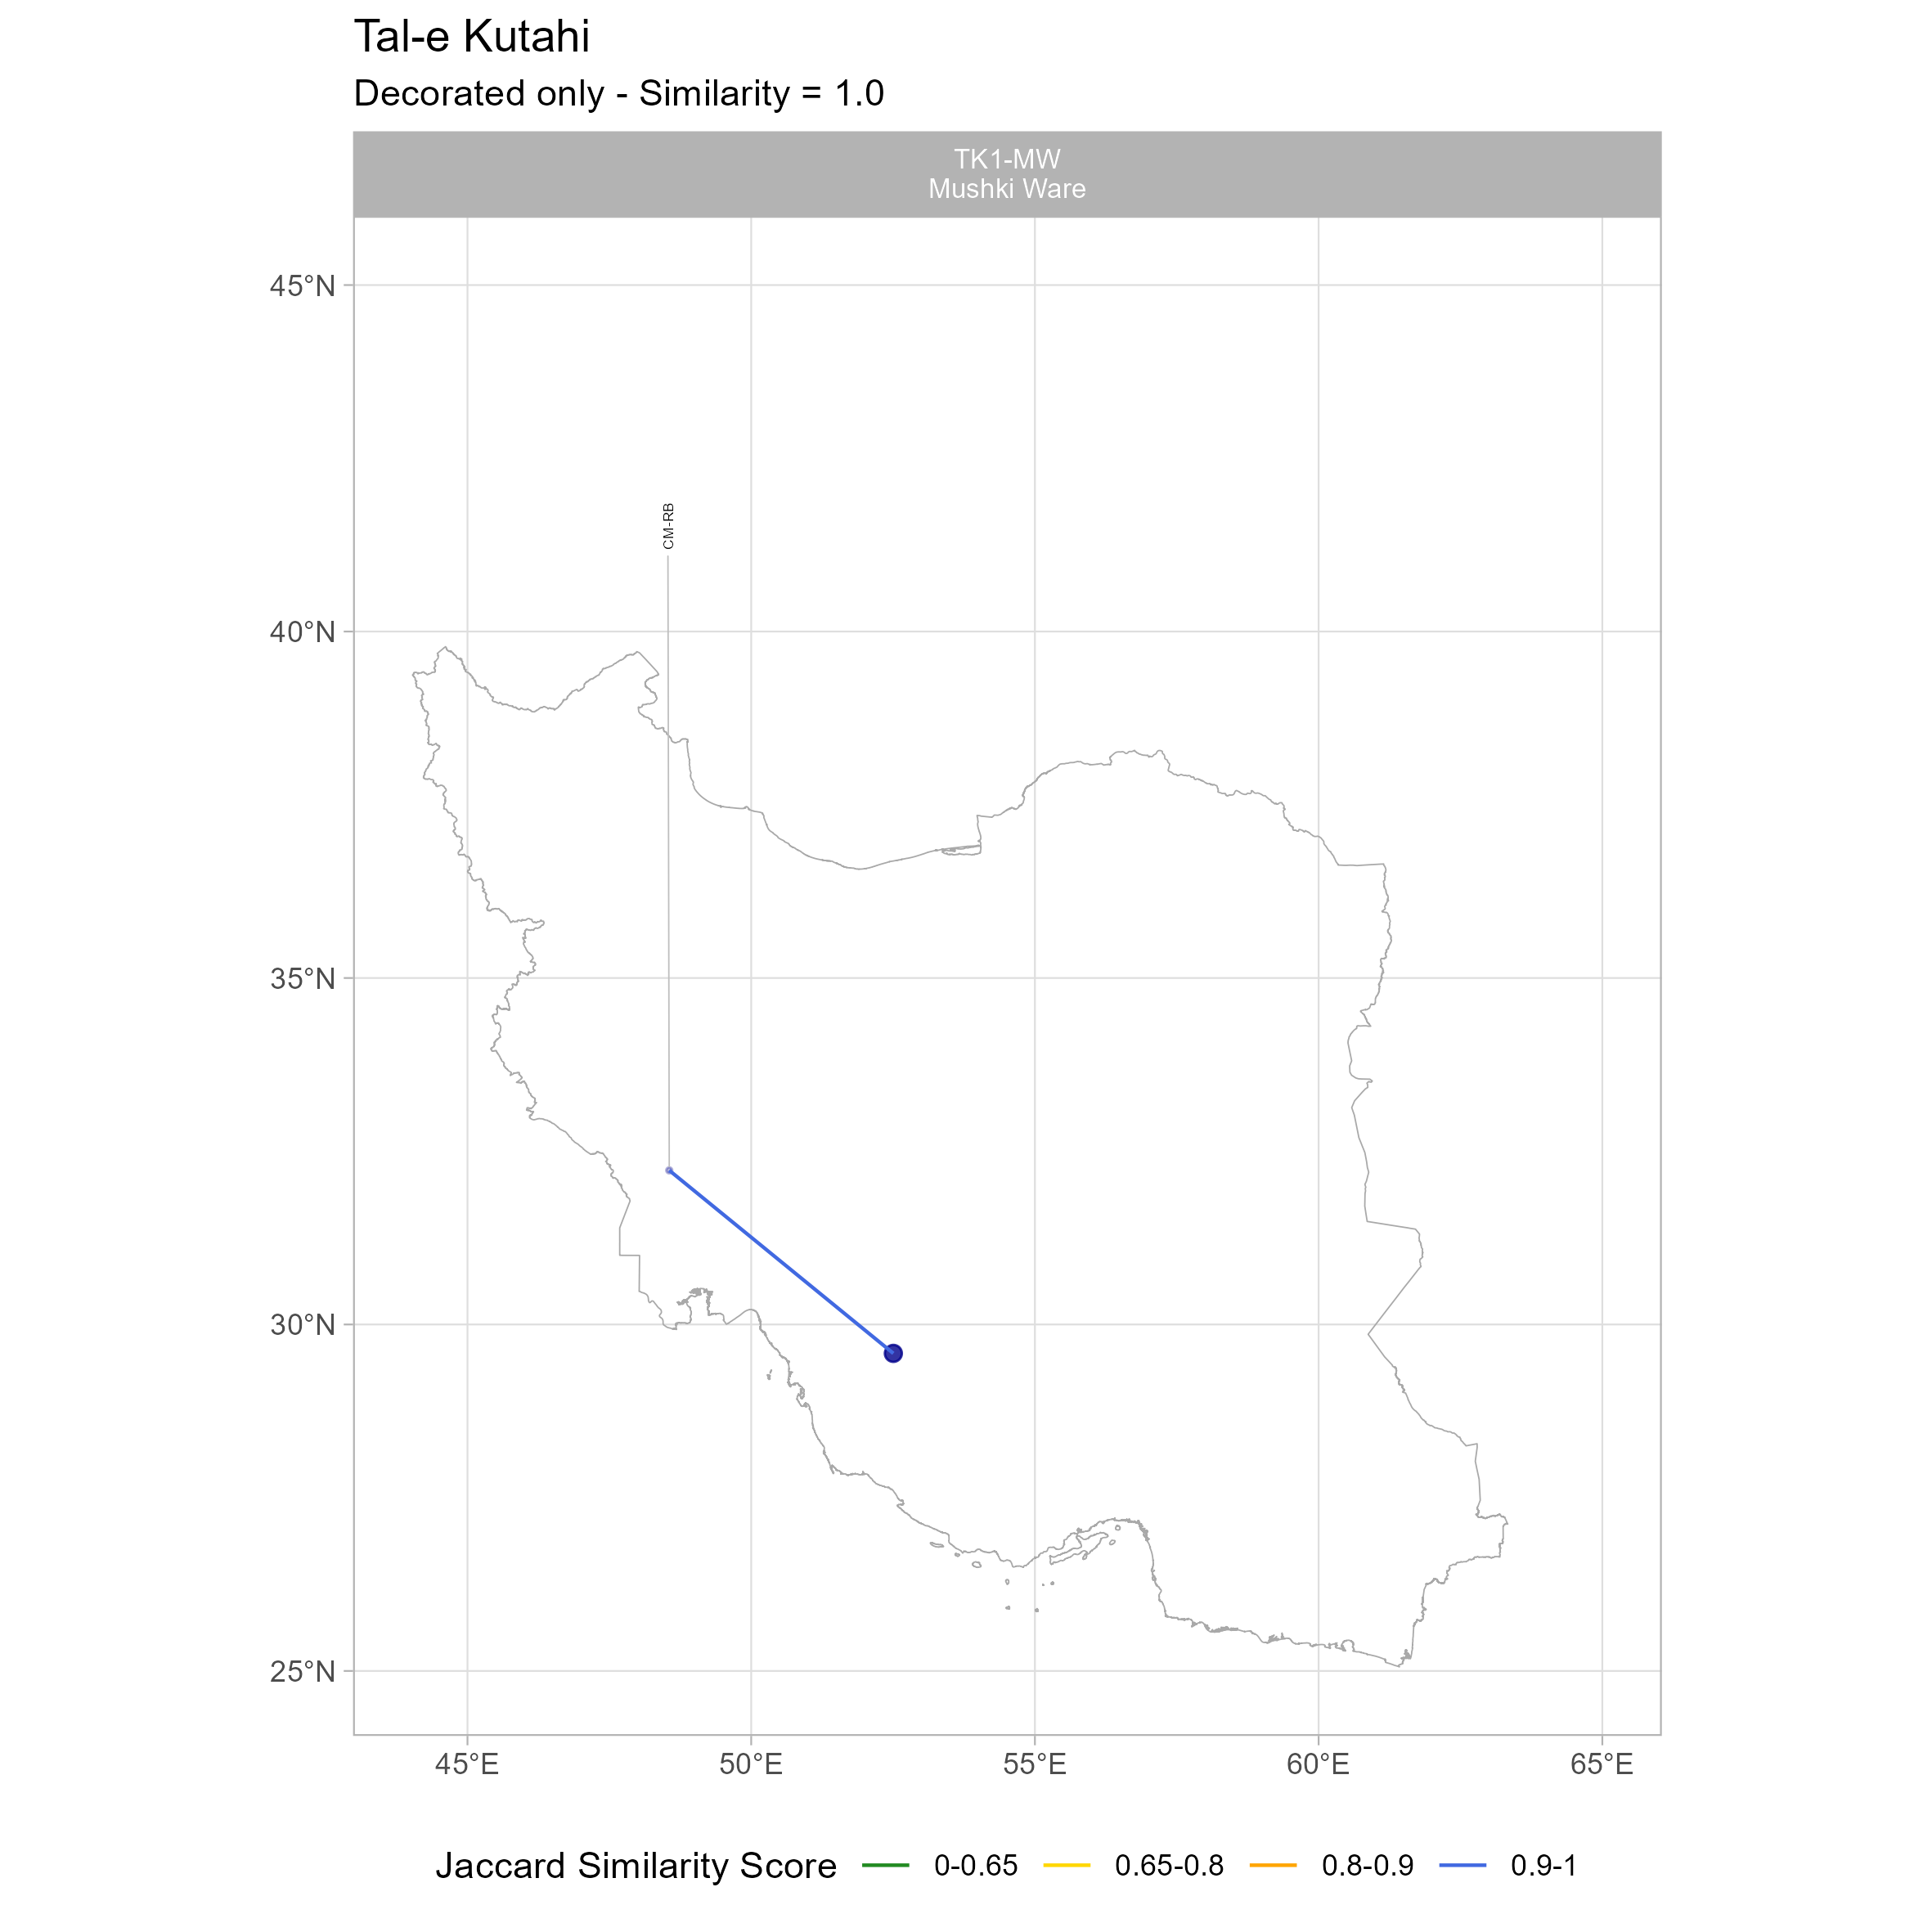 Tal-e Kutahi
Decorated only - Similarity = 1.0
TK1-MW
Mushki Ware
45°N
CM-RB
40°N
35°N
30°N
25°N
45°E 50°E 55°E 60°E 65°E
Jaccard Similarity Score 0-0.65 0.65-0.8 0.8-0.9 0.9-1